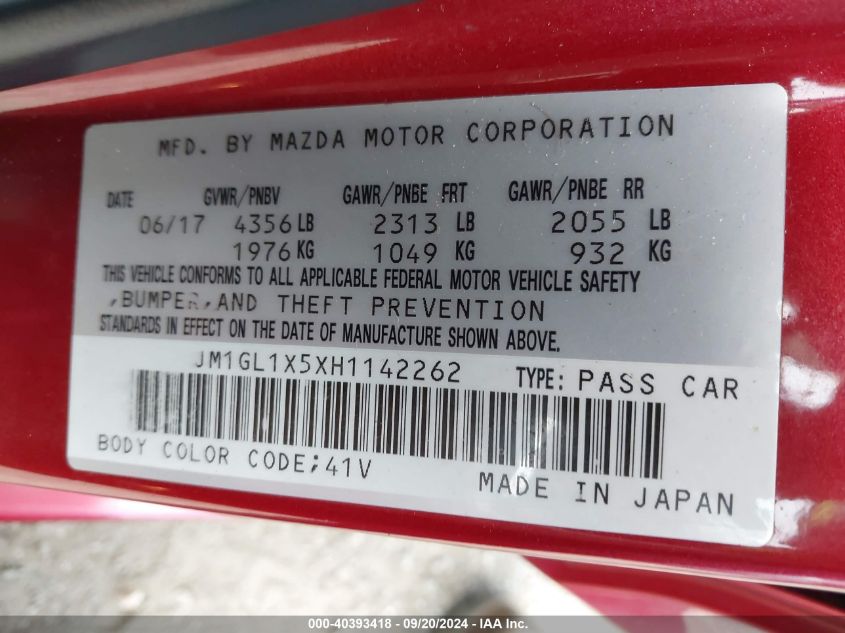 MFD. BY MAZDA MOTOR CORPORATION
DATE GVWR/PNBV GAWR/PNBE FRT GAWR/PNBE RR
06/17 4356 LB 2313 LB 2055 LB
1976 KG 1049 KG 932 KG
THIS VEHICLE CONFORMS TO ALL APPLICABLE FEDERAL MOTOR VEHICLE SAFETY
,BUMPER,AND THEFT PREVENTION
STANDARDS IN EFFECT ON THE DATE OF MANUFACTURE SHOWN ABOVE.
JM1GL1X5XH1142262 TYPE: PASS CAR
BODY COLOR CODE;41V
MADE IN JAPAN
000-40393418 - 09/20/2024 - IAA Inc.